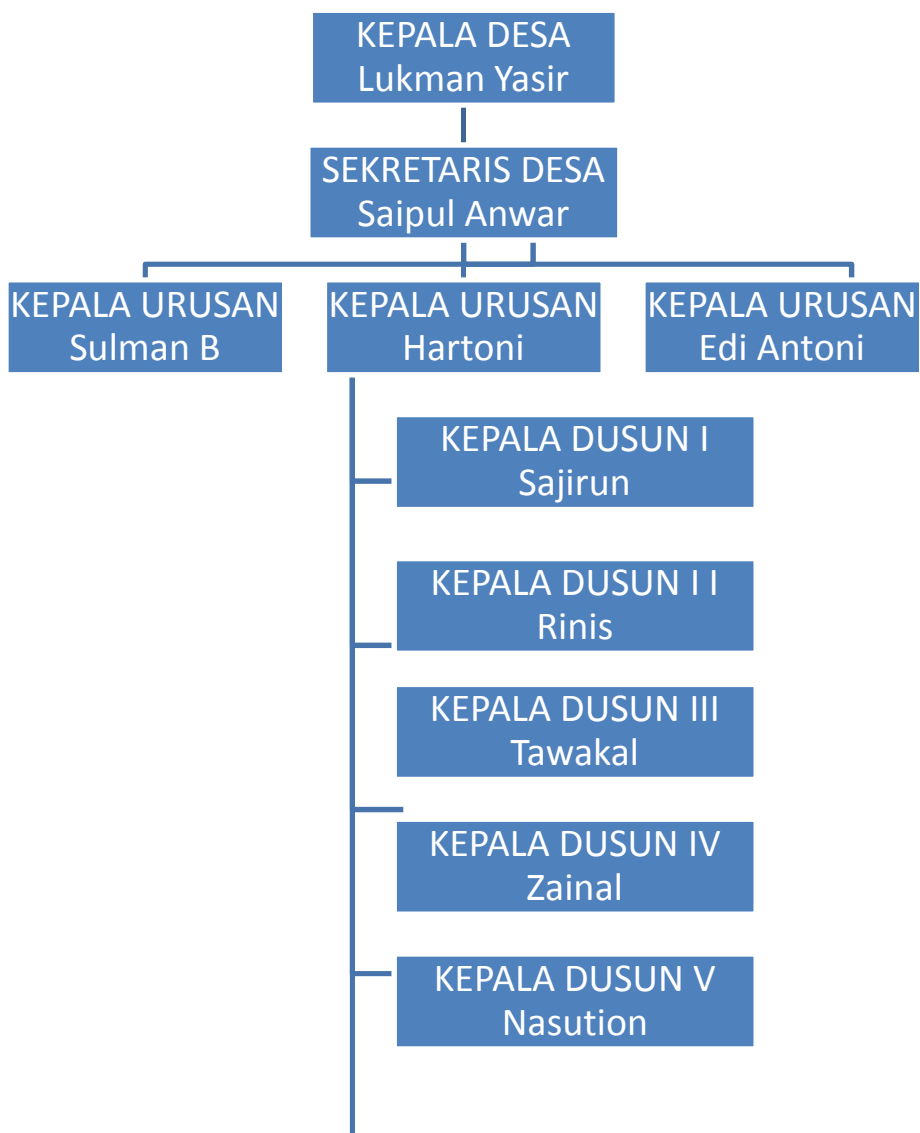 KEPALA DESA
Lukman Yasir
SEKRETARIS DESA
Saipul Anwar
KEPALA URUSAN
Sulman B
KEPALA URUSAN
Hartoni
KEPALA URUSAN
Edi Antoni
KEPALA DUSUN I
Sajirun
KEPALA DUSUN I I
Rinis
KEPALA DUSUN III
Tawakal
KEPALA DUSUN IV
Zainal
KEPALA DUSUN V
Nasution